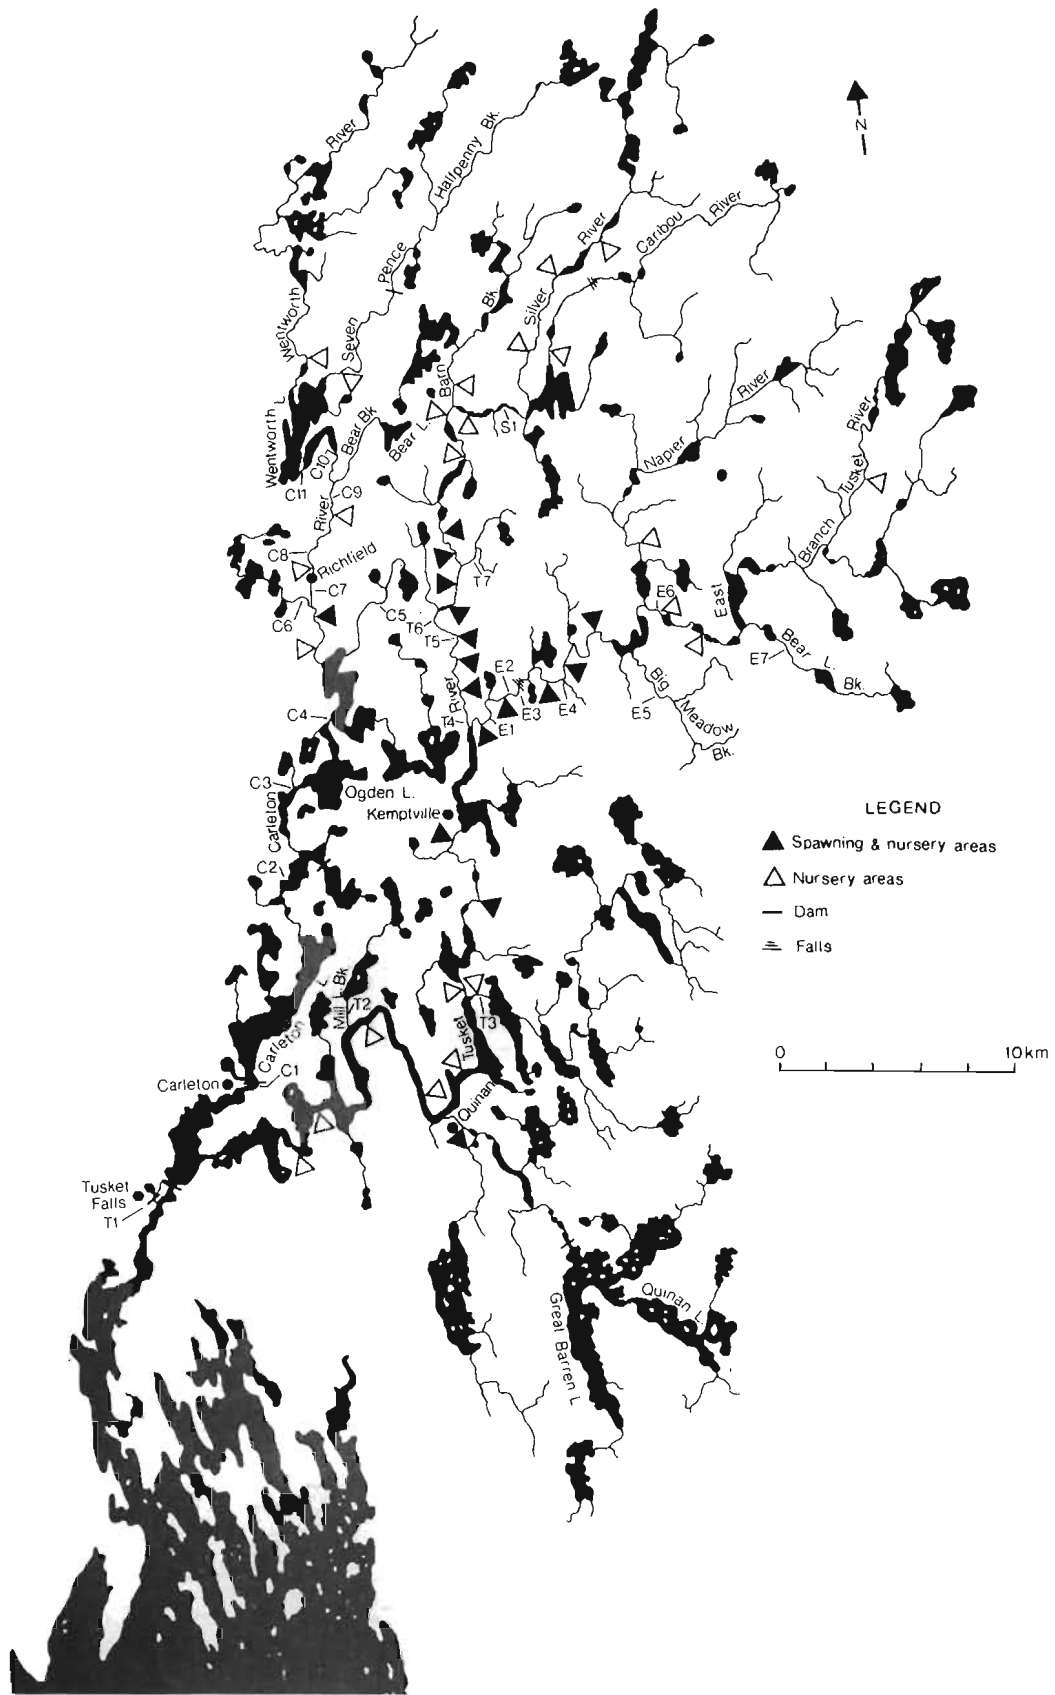 River
Halfpenny Bk.
N
River
Caribou River
Pence
Wentworth
Seven
Bk.
Silver
Barn
River
River
Wentworth L
Bear Bk
Bear L.
S1
Napier
Tusket
C10
C11
C9
River
Branch
C8
Richfield
C7
T7
East
E6
C6
C5
T6
T5
Bear L. Bk.
E7
E2
Big Meadow Bk.
River
E3
E4
E5
C4
T4
E1
C3
Ogden L.
Kemptville
Carleton
LEGEND
Spawning & nursery areas
C2
Nursery areas
Dam
Falls
Mill L. Bk.
T2
T3
Tusket
Carleton L
0 10km
Carleton
C1
Quinan
Tusket
Falls
T1
Quinan L.
Great Barren L